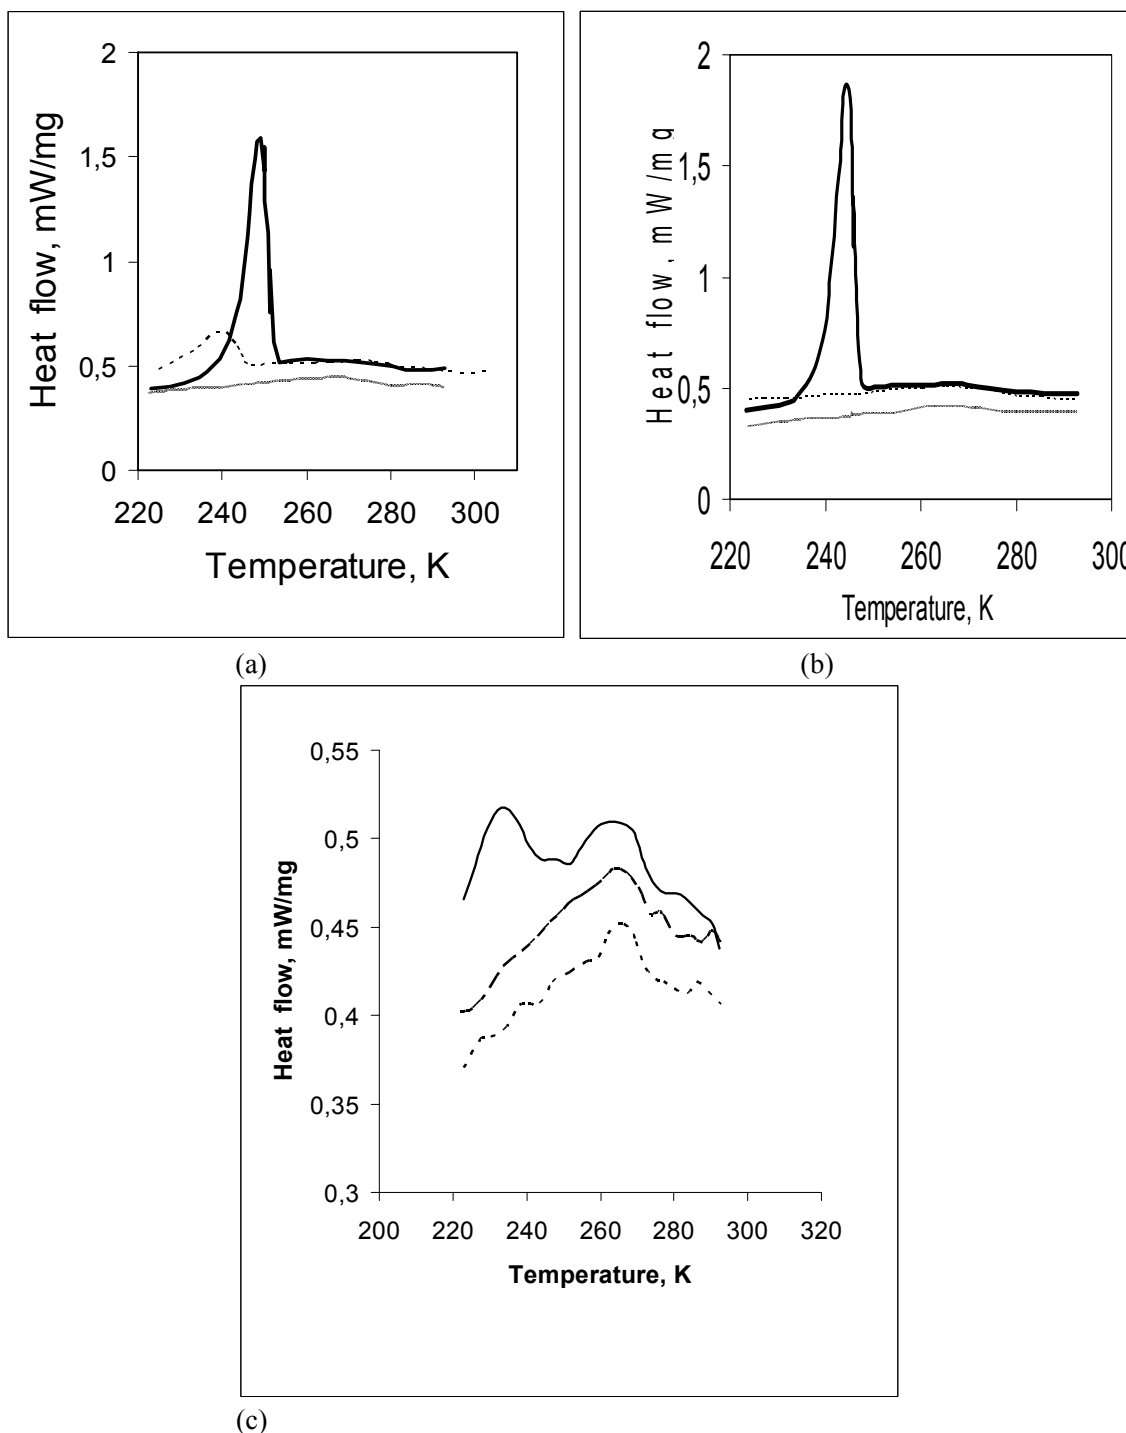 2
1,5
1
0,5
0
220 240 260 280 300
Heat flow, mW/mg
Temperature, K
(a)
2
1,5
1
0,5
0
220 240 260 280 300
Heat flow, mW/mg
Temperature, K
(b)
0,55
0,5
0,45
0,4
0,35
0,3
200 220 240 260 280 300 320
Heat flow, mW/mg
Temperature, K
(c)